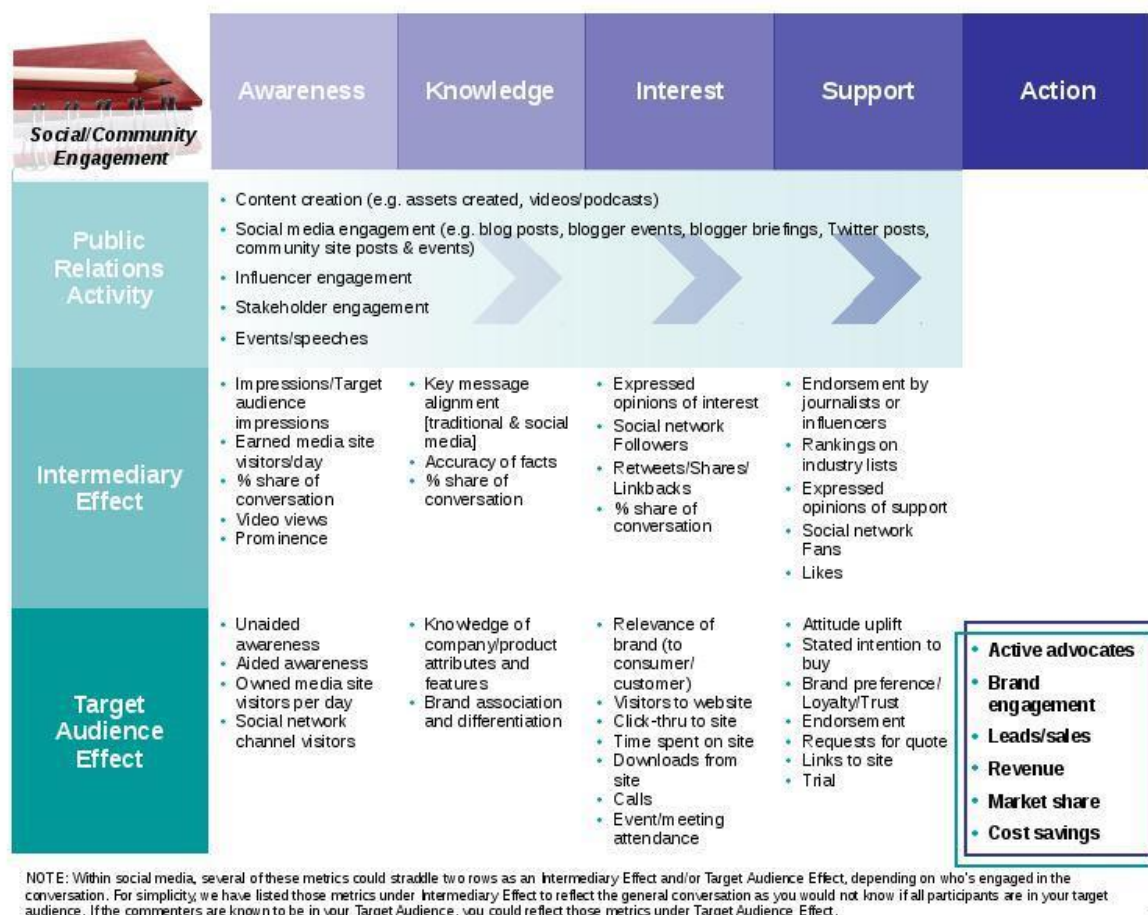 Social/Community
Engagement
Awareness
Knowledge
Interest
Support
Action
Public
Relations
Activity
• Content creation (e.g. assets created, videos/podcasts)
• Social media engagement (e.g. blog posts, blogger events, blogger briefings, Twitter posts,
community site posts & events)
• Influencer engagement
• Stakeholder engagement
• Events/speeches
Intermediary
Effect
• Impressions/Target
audience
impressions
• Earned media site
visitors/day
• % share of
conversation
• Video views
• Prominence
• Key message
alignment
[traditional & social
media]
• Accuracy of facts
• % share of
conversation
• Expressed
opinions of interest
• Social network
Followers
• Retweets/Shares/
Linkbacks
• % share of
conversation
• Endorsement by
journalists or
influencers
• Rankings on
industry lists
• Expressed
opinions of support
• Social network
Fans
• Likes
Target
Audience
Effect
• Unaided
awareness
• Aided awareness
• Owned media site
visitors per day
• Social network
channel visitors
• Knowledge of
company/product
attributes and
features
• Brand association
and differentiation
• Relevance of
brand (to
consumer/
customer)
• Visitors to website
• Click-thru to site
• Time spent on site
• Downloads from
site
• Calls
• Event/meeting
attendance
• Attitude uplift
• Stated intention to
buy
• Brand preference/
Loyalty/Trust
• Endorsement
• Requests for quote
• Links to site
• Trial
• Active advocates
• Brand
engagement
• Leads/sales
• Revenue
• Market share
• Cost savings
NOTE: Within social media, several of these metrics could straddle two rows as an Intermediary Effect and/or Target Audience Effect, depending on who's engaged in the
conversation. For simplicity, we have listed those metrics under Intermediary Effect to reflect the general conversation as you would not know if all participants are in your target
audience. If the commenters are known to be in your Target Audience, you could reflect those metrics under Target Audience Effect.